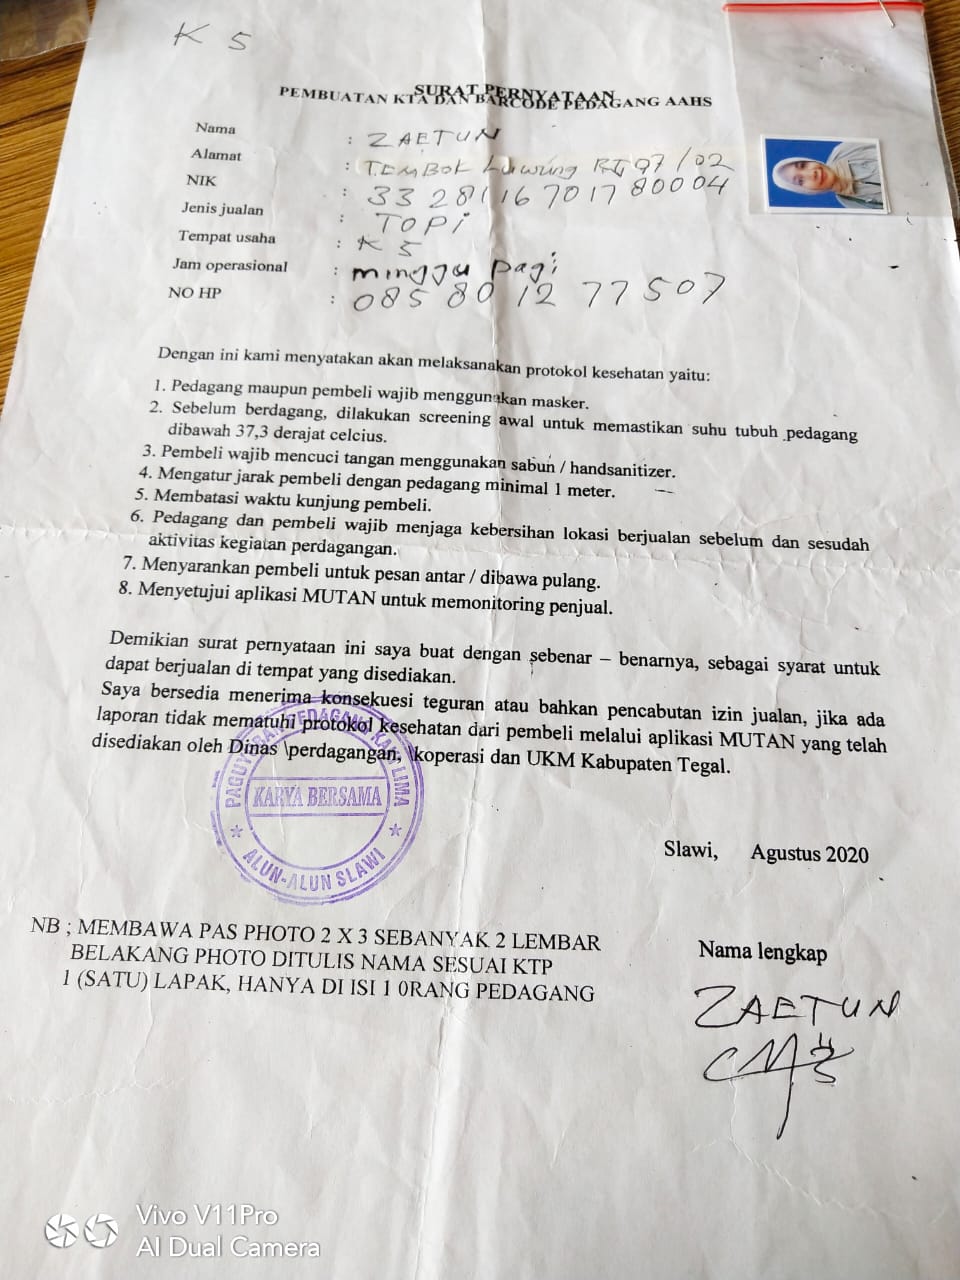 K 5
SURAT PERNYATAAN
PEMBUATAN KTA DAN BARCODE PEDAGANG AAHS
Nama : ZAETUN
Alamat : TEMBOK Luwung RT 07/02
NIK : 33 28116 7017 80004
Jenis jualan : TOPi
Tempat usaha : K 5
Jam operasional : minggu pagi
NO HP : 085 80 12 77507
Dengan ini kami menyatakan akan melaksanakan protokol kesehatan yaitu:
1. Pedagang maupun pembeli wajib menggunakan masker.
2. Sebelum berdagang, dilakukan screening awal untuk memastikan suhu tubuh pedagang
dibawah 37,3 derajat celcius.
3. Pembeli wajib mencuci tangan menggunakan sabun / handsanitizer.
4. Mengatur jarak pembeli dengan pedagang minimal 1 meter.
5. Membatasi waktu kunjung pembeli.
6. Pedagang dan pembeli wajib menjaga kebersihan lokasi berjualan sebelum dan sesudah
aktivitas kegiatan perdagangan.
7. Menyarankan pembeli untuk pesan antar / dibawa pulang.
8. Menyetujui aplikasi MUTAN untuk memonitoring penjual.
Demikian surat pernyataan ini saya buat dengan sebenar – benarnya, sebagai syarat untuk
dapat berjualan di tempat yang disediakan.
Saya bersedia menerima konsekuesi teguran atau bahkan pencabutan izin jualan, jika ada
laporan tidak mematuhi protokol kesehatan dari pembeli melalui aplikasi MUTAN yang telah
disediakan oleh Dinas \perdagangan, \koperasi dan UKM Kabupaten Tegal.
PAGUYUBAN PEDAGANG KAKI LIMA
KARYA BERSAMA
ALUN-ALUN SLAWI
Slawi, Agustus 2020
NB ; MEMBAWA PAS PHOTO 2 X 3 SEBANYAK 2 LEMBAR
BELAKANG PHOTO DITULIS NAMA SESUAI KTP
1 (SATU) LAPAK, HANYA DI ISI 1 0RANG PEDAGANG
Nama lengkap
ZAETUN
Vivo V11Pro
AI Dual Camera